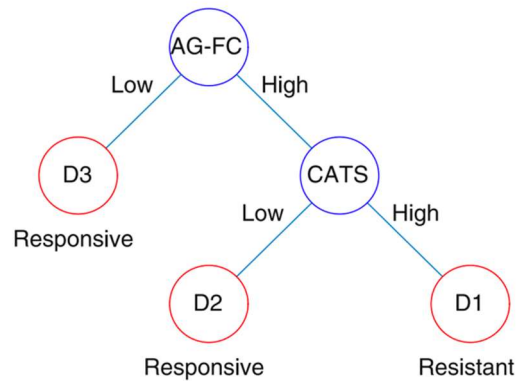 AG-FC
Low
High
D3
CATS
Responsive
Low
High
D2
D1
Responsive
Resistant